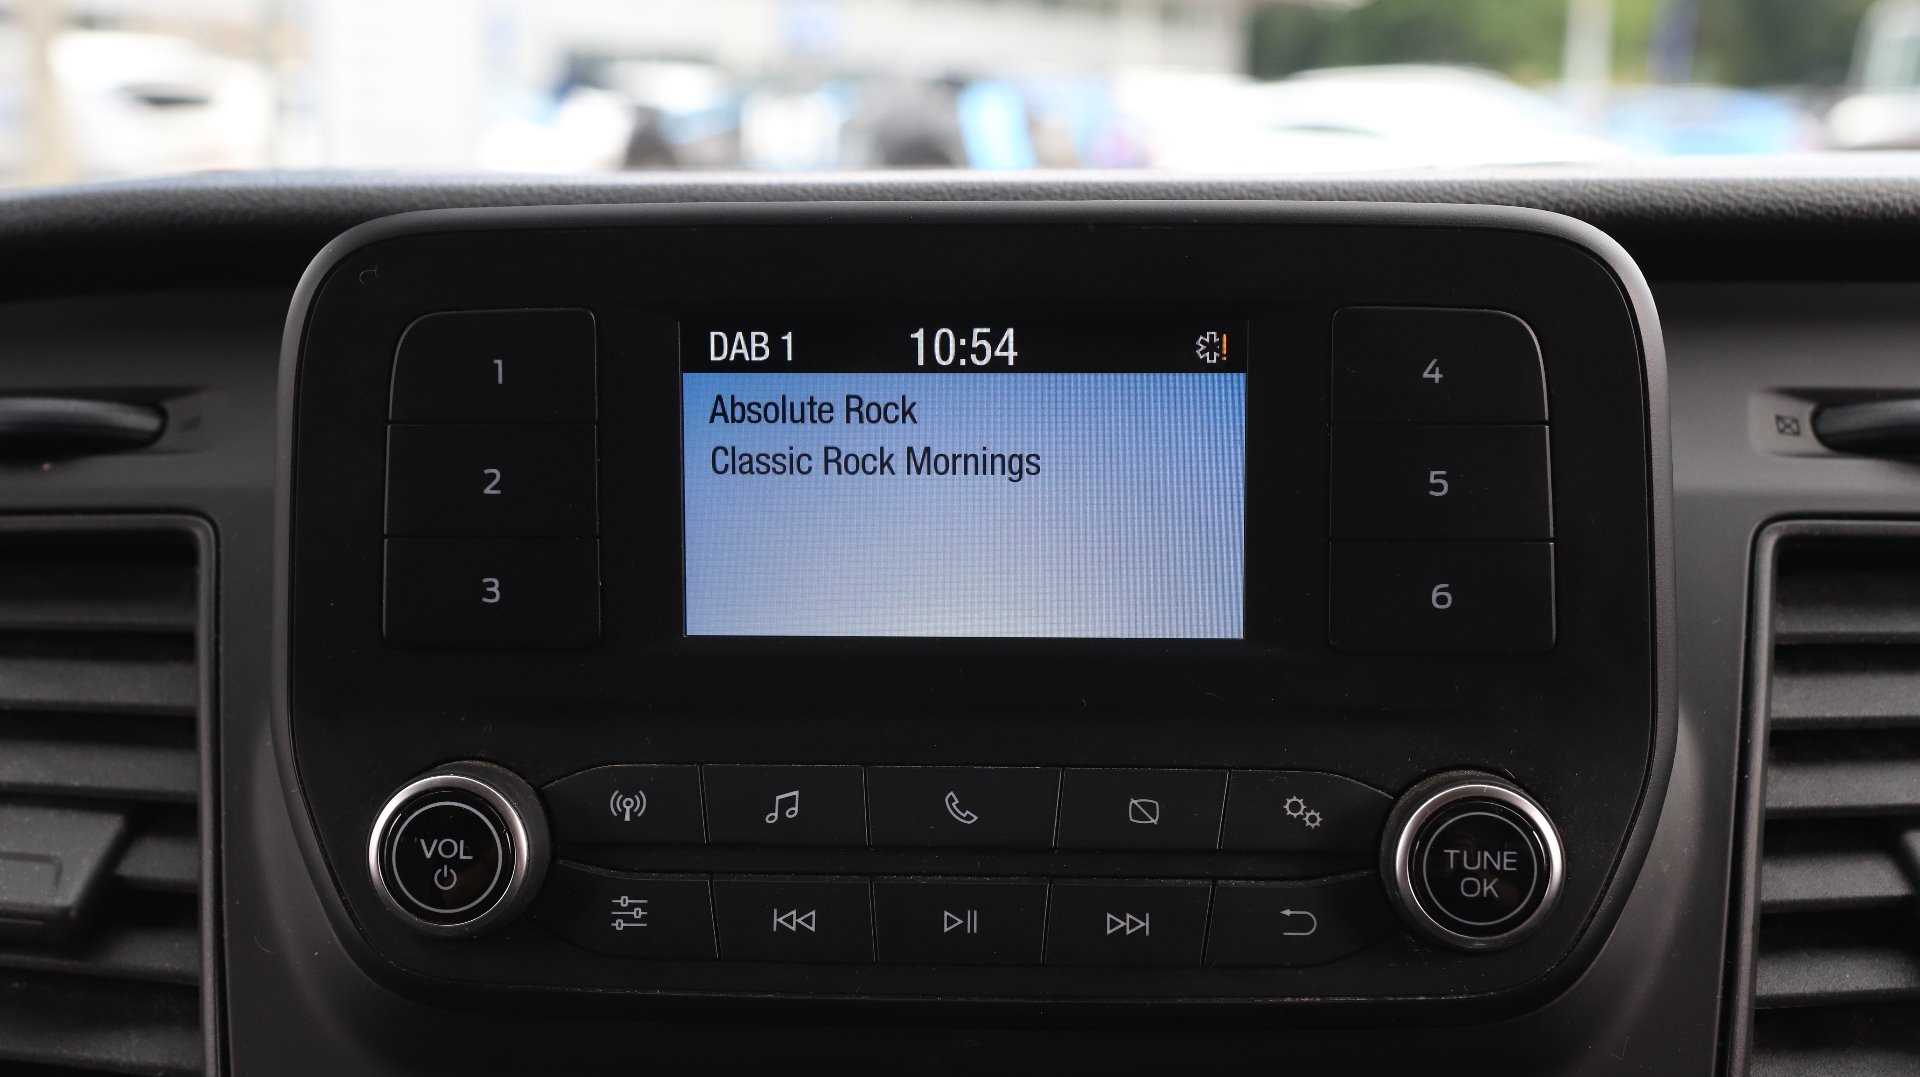 DAB 1 10:54
Absolute Rock
Classic Rock Mornings
1
2
3
4
5
6
VOL
TUNE
OK